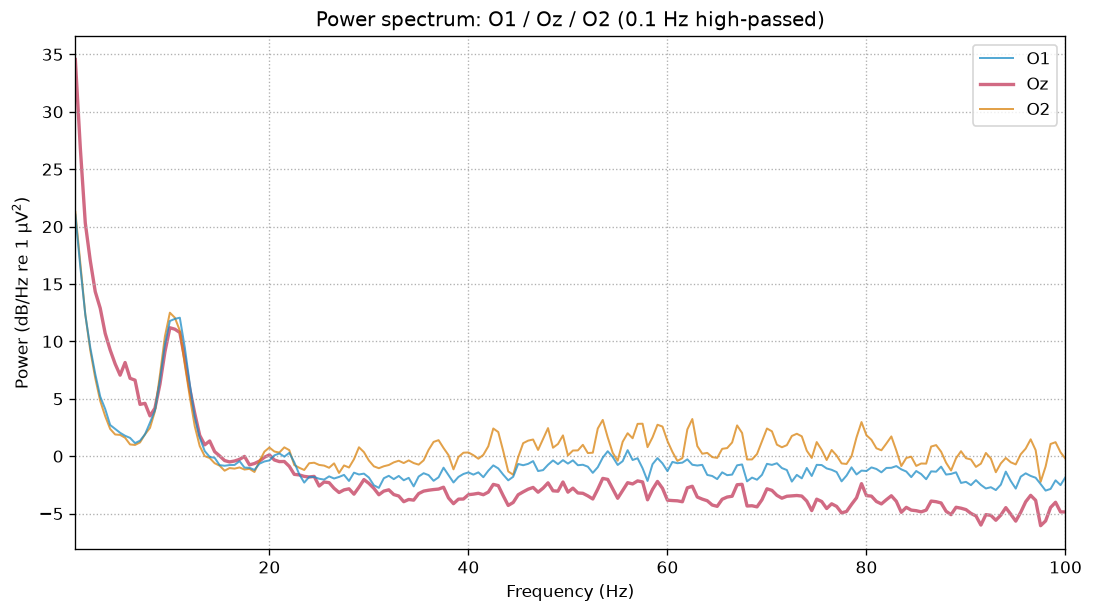 Power spectrum: O1 / Oz / O2 (0.1 Hz high-passed)
Power (dB/Hz re 1 µV²)
35
30
25
20
15
10
5
0
−5
O1
Oz
O2
20
40
60
80
100
Frequency (Hz)